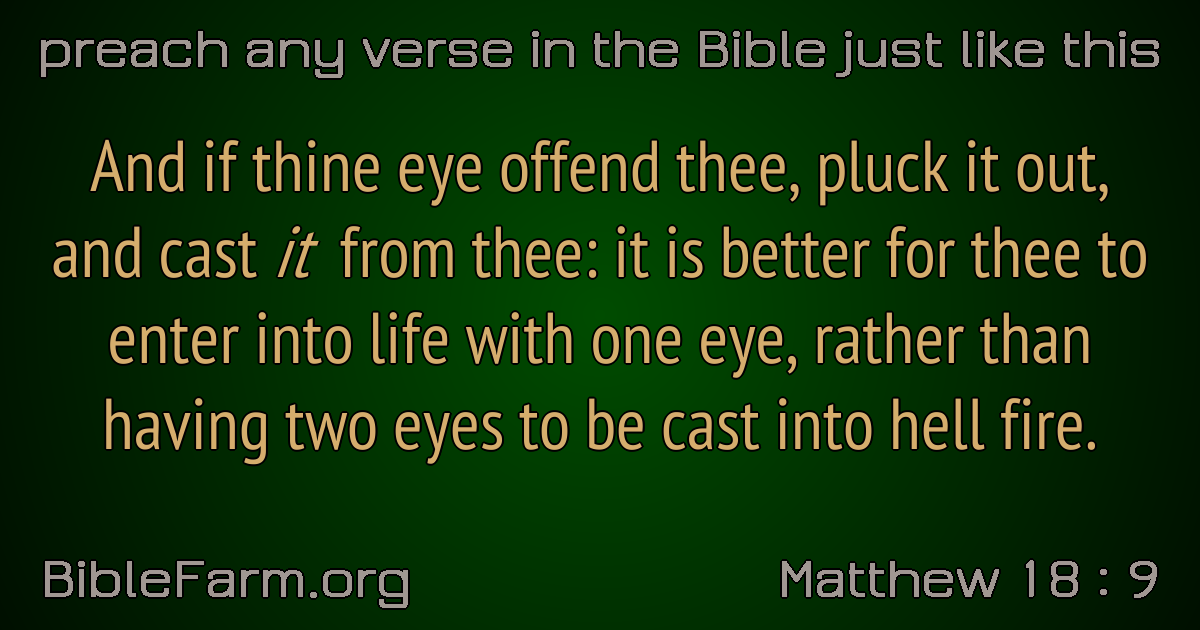 preach any verse in the Bible just like this
And if thine eye offend thee, pluck it out,
and cast it from thee: it is better for thee to
enter into life with one eye, rather than
having two eyes to be cast into hell fire.
BibleFarm.org
Matthew 18 : 9